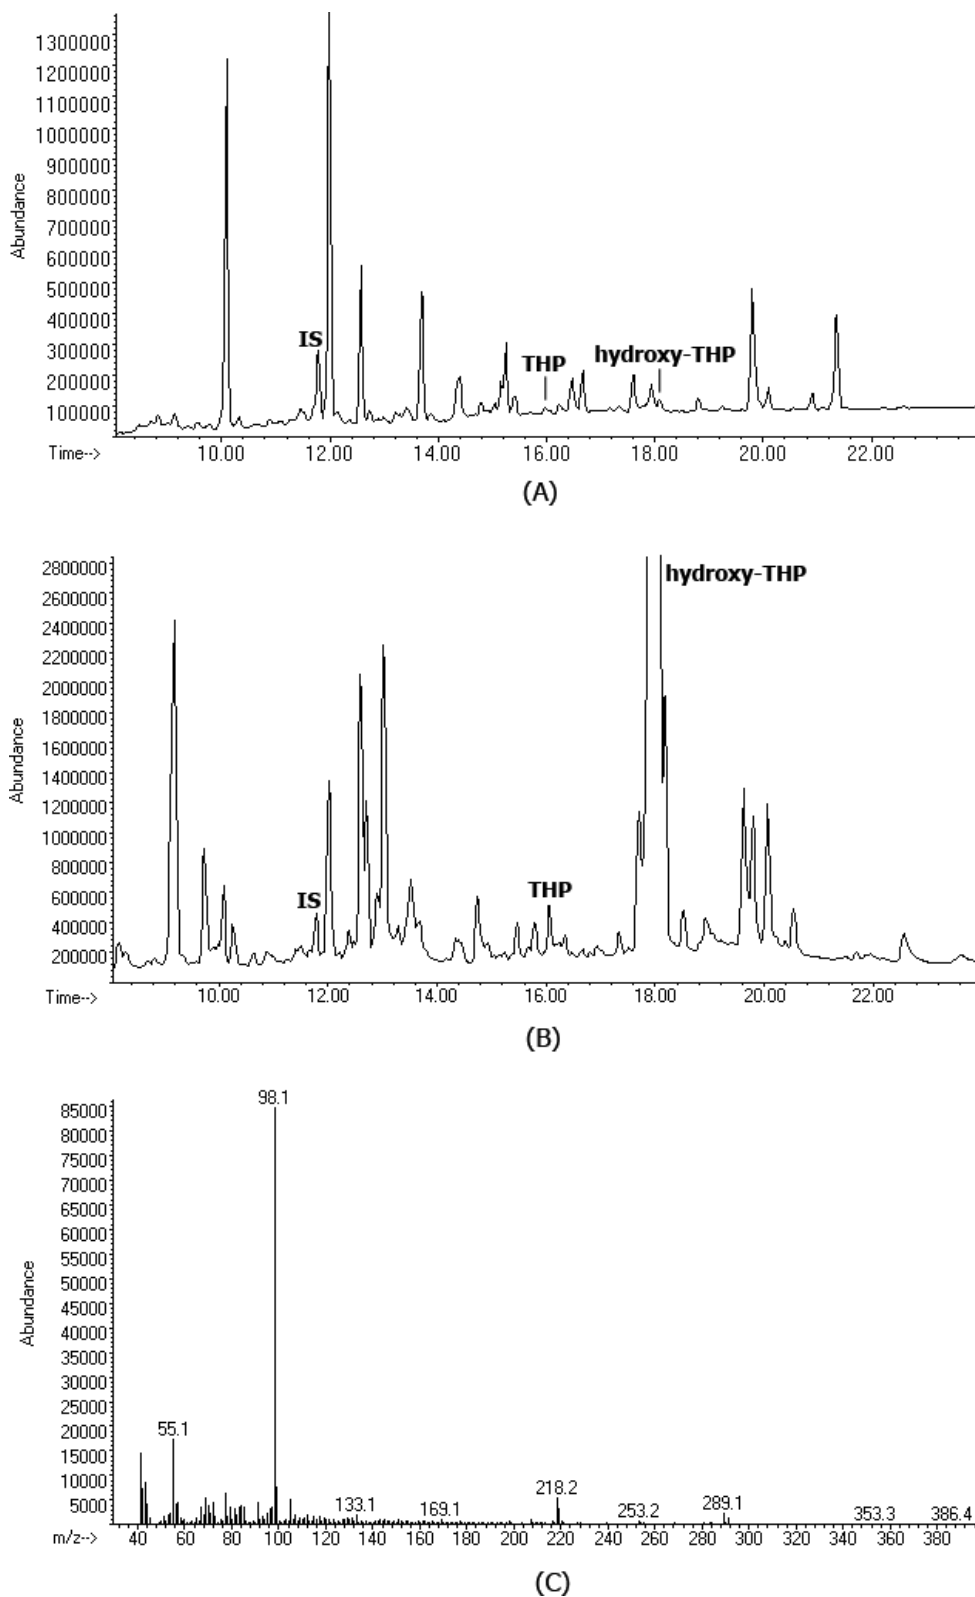 1300000
1200000
1100000
1000000
900000
800000
700000
600000
500000
400000
300000
200000
100000
Abundance
IS
THP
hydroxy-THP
Time-->
10.00 12.00 14.00 16.00 18.00 20.00 22.00
(A)
2800000
2600000
2400000
2200000
2000000
1800000
1600000
1400000
1200000
1000000
800000
600000
400000
200000
Abundance
hydroxy-THP
IS
THP
Time-->
10.00 12.00 14.00 16.00 18.00 20.00 22.00
(B)
85000
80000
75000
70000
65000
60000
55000
50000
45000
40000
35000
30000
25000
20000
15000
10000
5000
Abundance
98.1
55.1
133.1
169.1
218.2
253.2
289.1
353.3
386.4
m/z-->
40 60 80 100 120 140 160 180 200 220 240 260 280 300 320 340 360 380
(C)